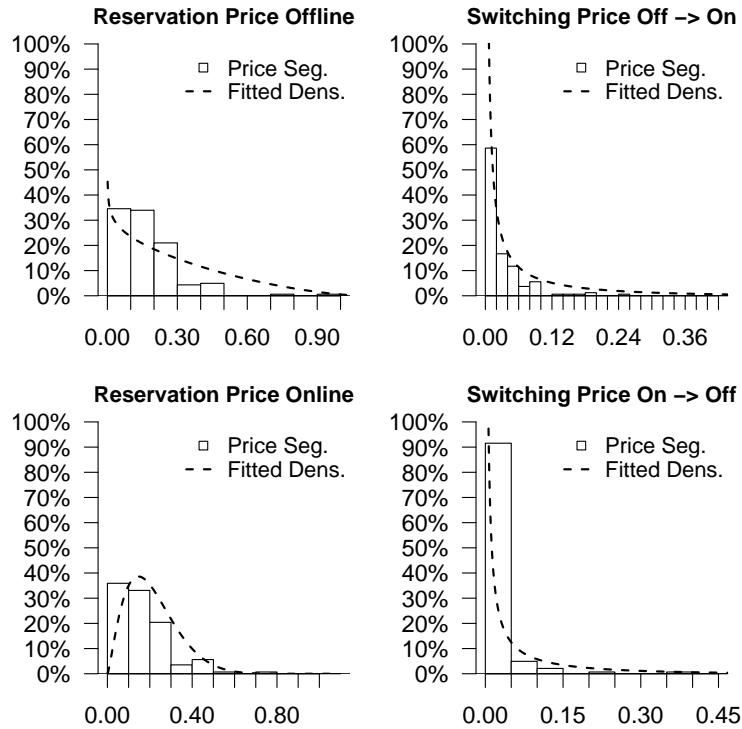 Reservation Price Offline
100%
90%
80%
70%
60%
50%
40%
30%
20%
10%
0%
Price Seg.
Fitted Dens.
0.00 0.30 0.60 0.90
Switching Price Off −> On
100%
90%
80%
70%
60%
50%
40%
30%
20%
10%
0%
Price Seg.
Fitted Dens.
0.00 0.12 0.24 0.36
Reservation Price Online
100%
90%
80%
70%
60%
50%
40%
30%
20%
10%
0%
Price Seg.
Fitted Dens.
0.00 0.40 0.80
Switching Price On −> Off
100%
90%
80%
70%
60%
50%
40%
30%
20%
10%
0%
Price Seg.
Fitted Dens.
0.00 0.15 0.30 0.45